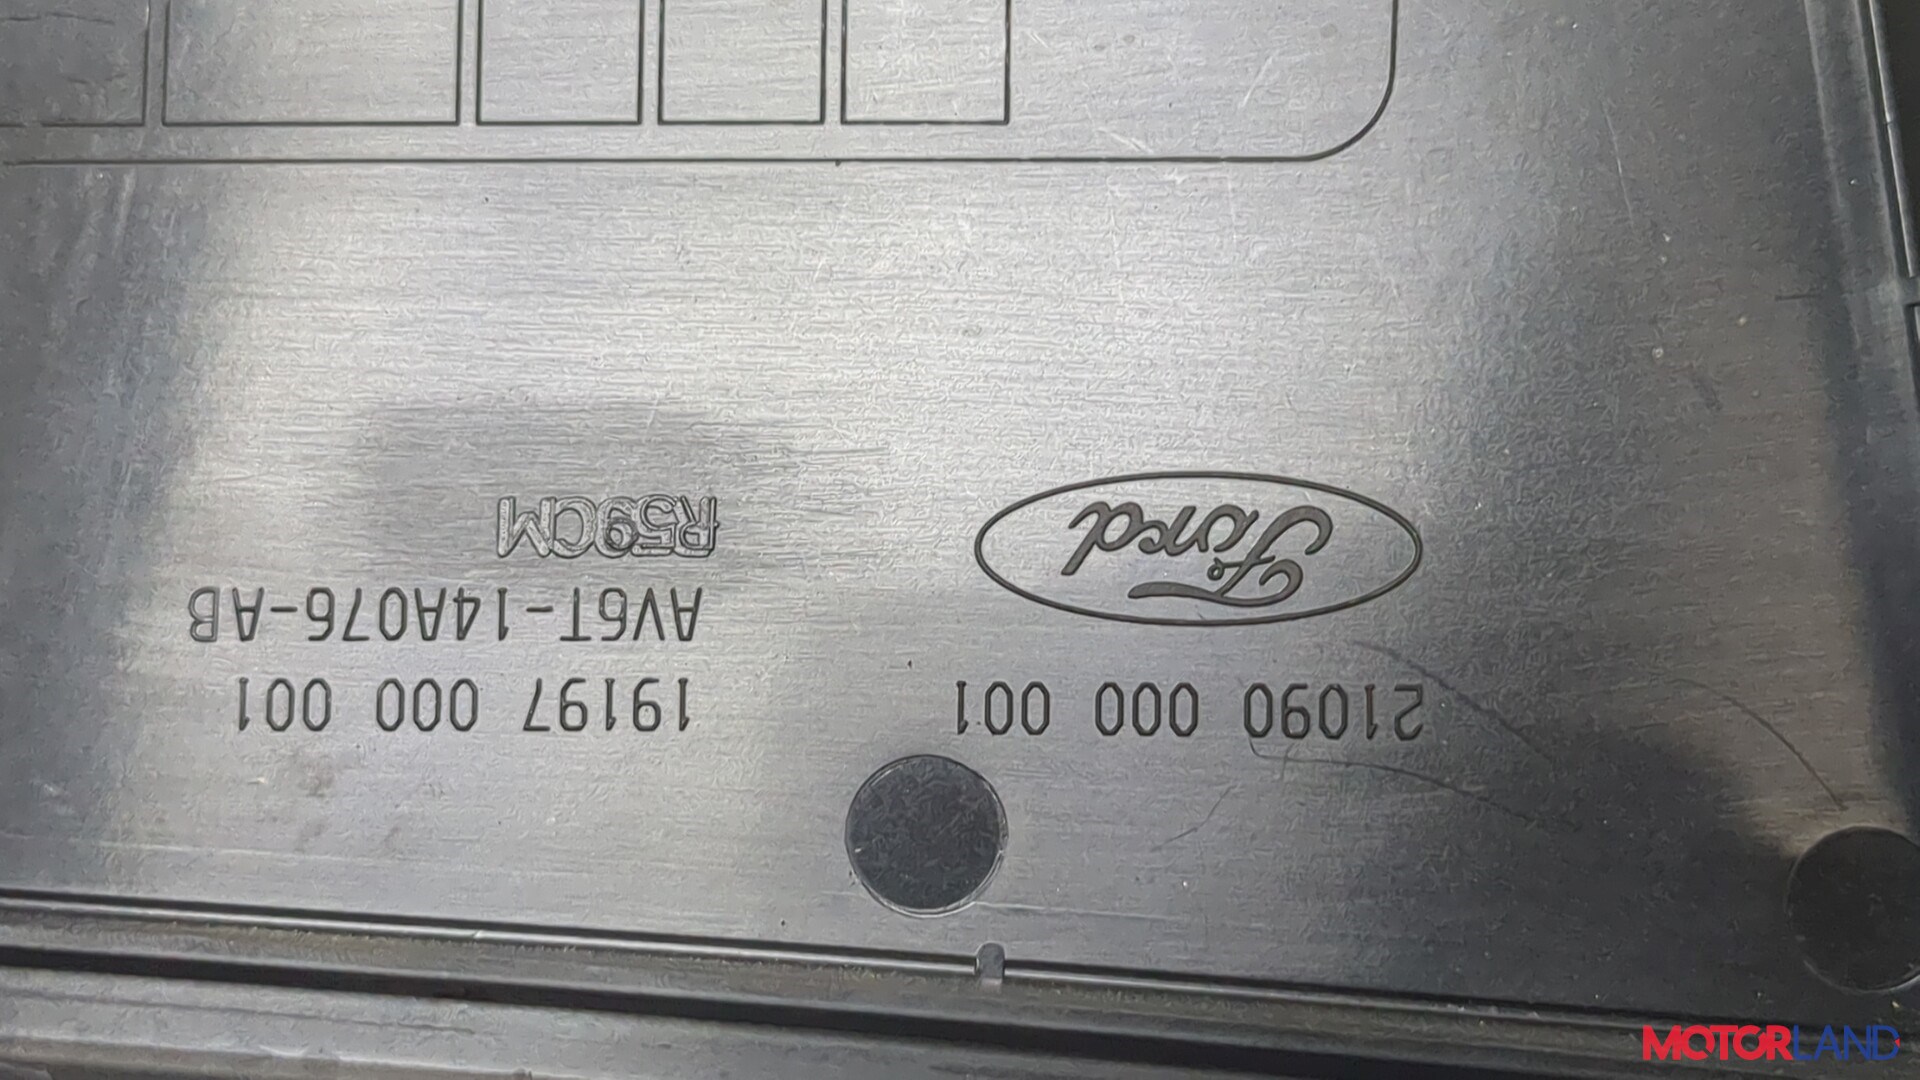 21090 000 001
Ford
19197 000 001
AV6T-14A076-AB
R59CM
MOTORLAND